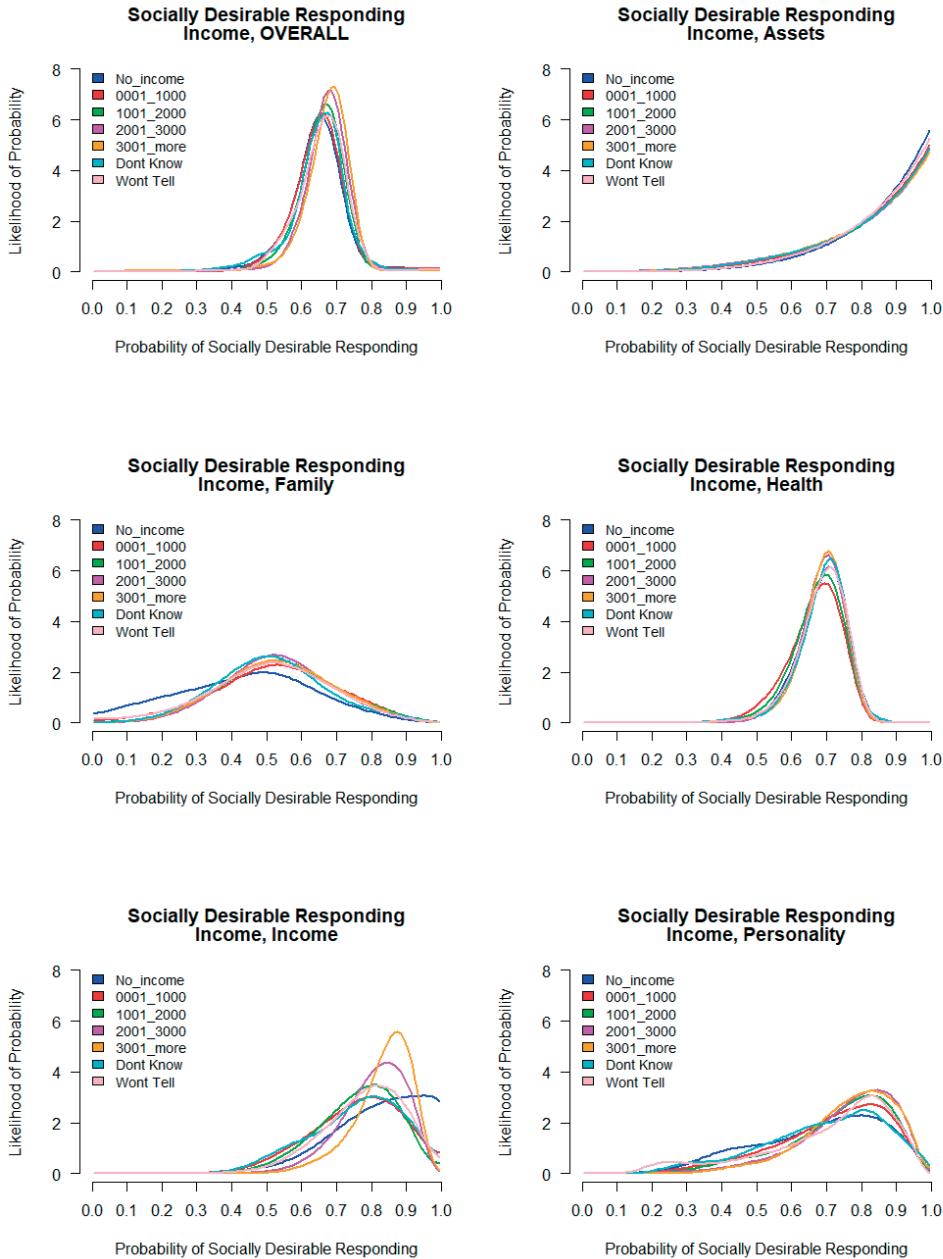 Socially Desirable Responding
Income, OVERALL
Likelihood of Probability
8
6
4
2
0
No_income
0001_1000
1001_2000
2001_3000
3001_more
Dont Know
Wont Tell
0.0 0.1 0.2 0.3 0.4 0.5 0.6 0.7 0.8 0.9 1.0
Probability of Socially Desirable Responding
Socially Desirable Responding
Income, Assets
Likelihood of Probability
8
6
4
2
0
No_income
0001_1000
1001_2000
2001_3000
3001_more
Dont Know
Wont Tell
0.0 0.1 0.2 0.3 0.4 0.5 0.6 0.7 0.8 0.9 1.0
Probability of Socially Desirable Responding
Socially Desirable Responding
Income, Family
Likelihood of Probability
8
6
4
2
0
No_income
0001_1000
1001_2000
2001_3000
3001_more
Dont Know
Wont Tell
0.0 0.1 0.2 0.3 0.4 0.5 0.6 0.7 0.8 0.9 1.0
Probability of Socially Desirable Responding
Socially Desirable Responding
Income, Health
Likelihood of Probability
8
6
4
2
0
No_income
0001_1000
1001_2000
2001_3000
3001_more
Dont Know
Wont Tell
0.0 0.1 0.2 0.3 0.4 0.5 0.6 0.7 0.8 0.9 1.0
Probability of Socially Desirable Responding
Socially Desirable Responding
Income, Income
Likelihood of Probability
8
6
4
2
0
No_income
0001_1000
1001_2000
2001_3000
3001_more
Dont Know
Wont Tell
0.0 0.1 0.2 0.3 0.4 0.5 0.6 0.7 0.8 0.9 1.0
Probability of Socially Desirable Responding
Socially Desirable Responding
Income, Personality
Likelihood of Probability
8
6
4
2
0
No_income
0001_1000
1001_2000
2001_3000
3001_more
Dont Know
Wont Tell
0.0 0.1 0.2 0.3 0.4 0.5 0.6 0.7 0.8 0.9 1.0
Probability of Socially Desirable Responding